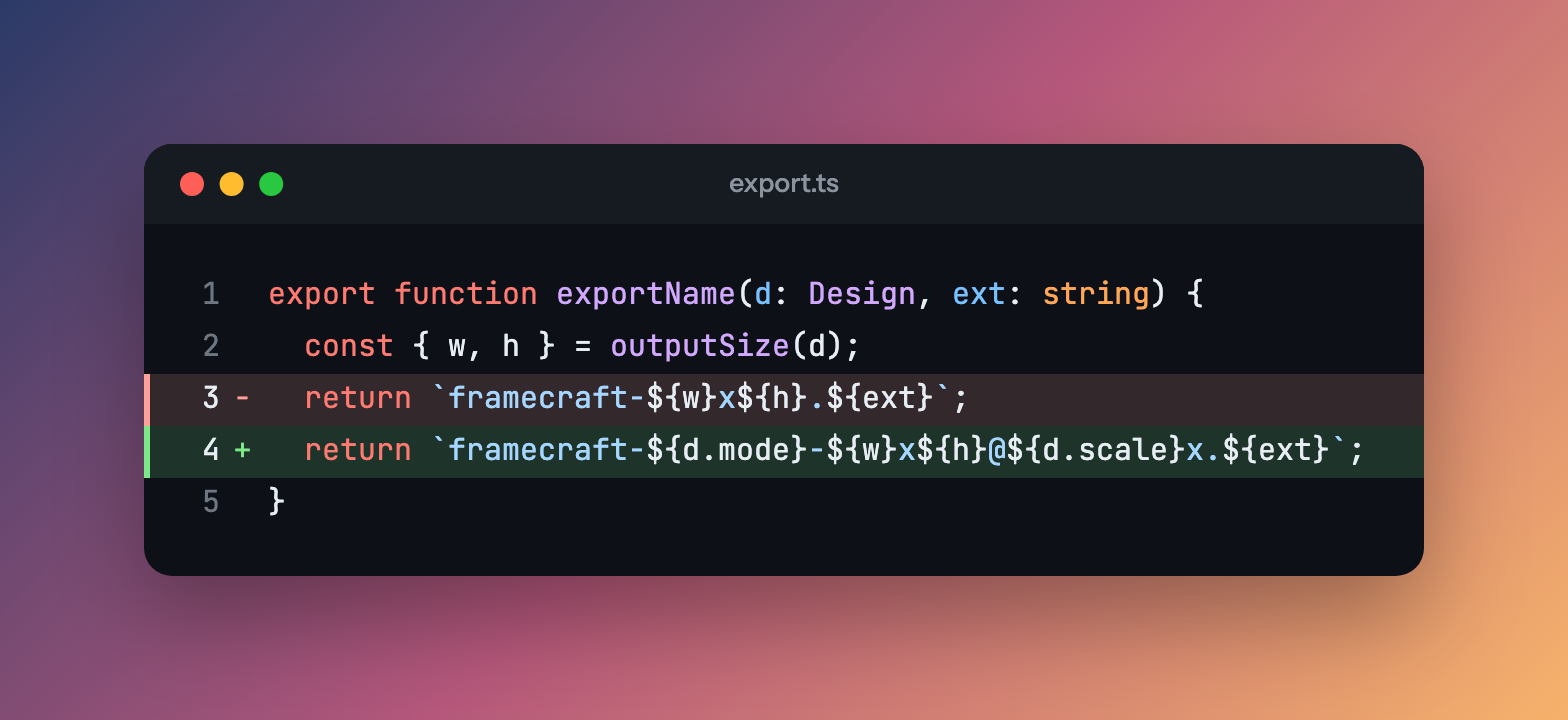 export.ts
1 export function exportName(d: Design, ext: string) {
2   const { w, h } = outputSize(d);
3 -   return `framecraft-${w}x${h}.${ext}`;
4 +   return `framecraft-${d.mode}-${w}x${h}@${d.scale}x.${ext}`;
5 }